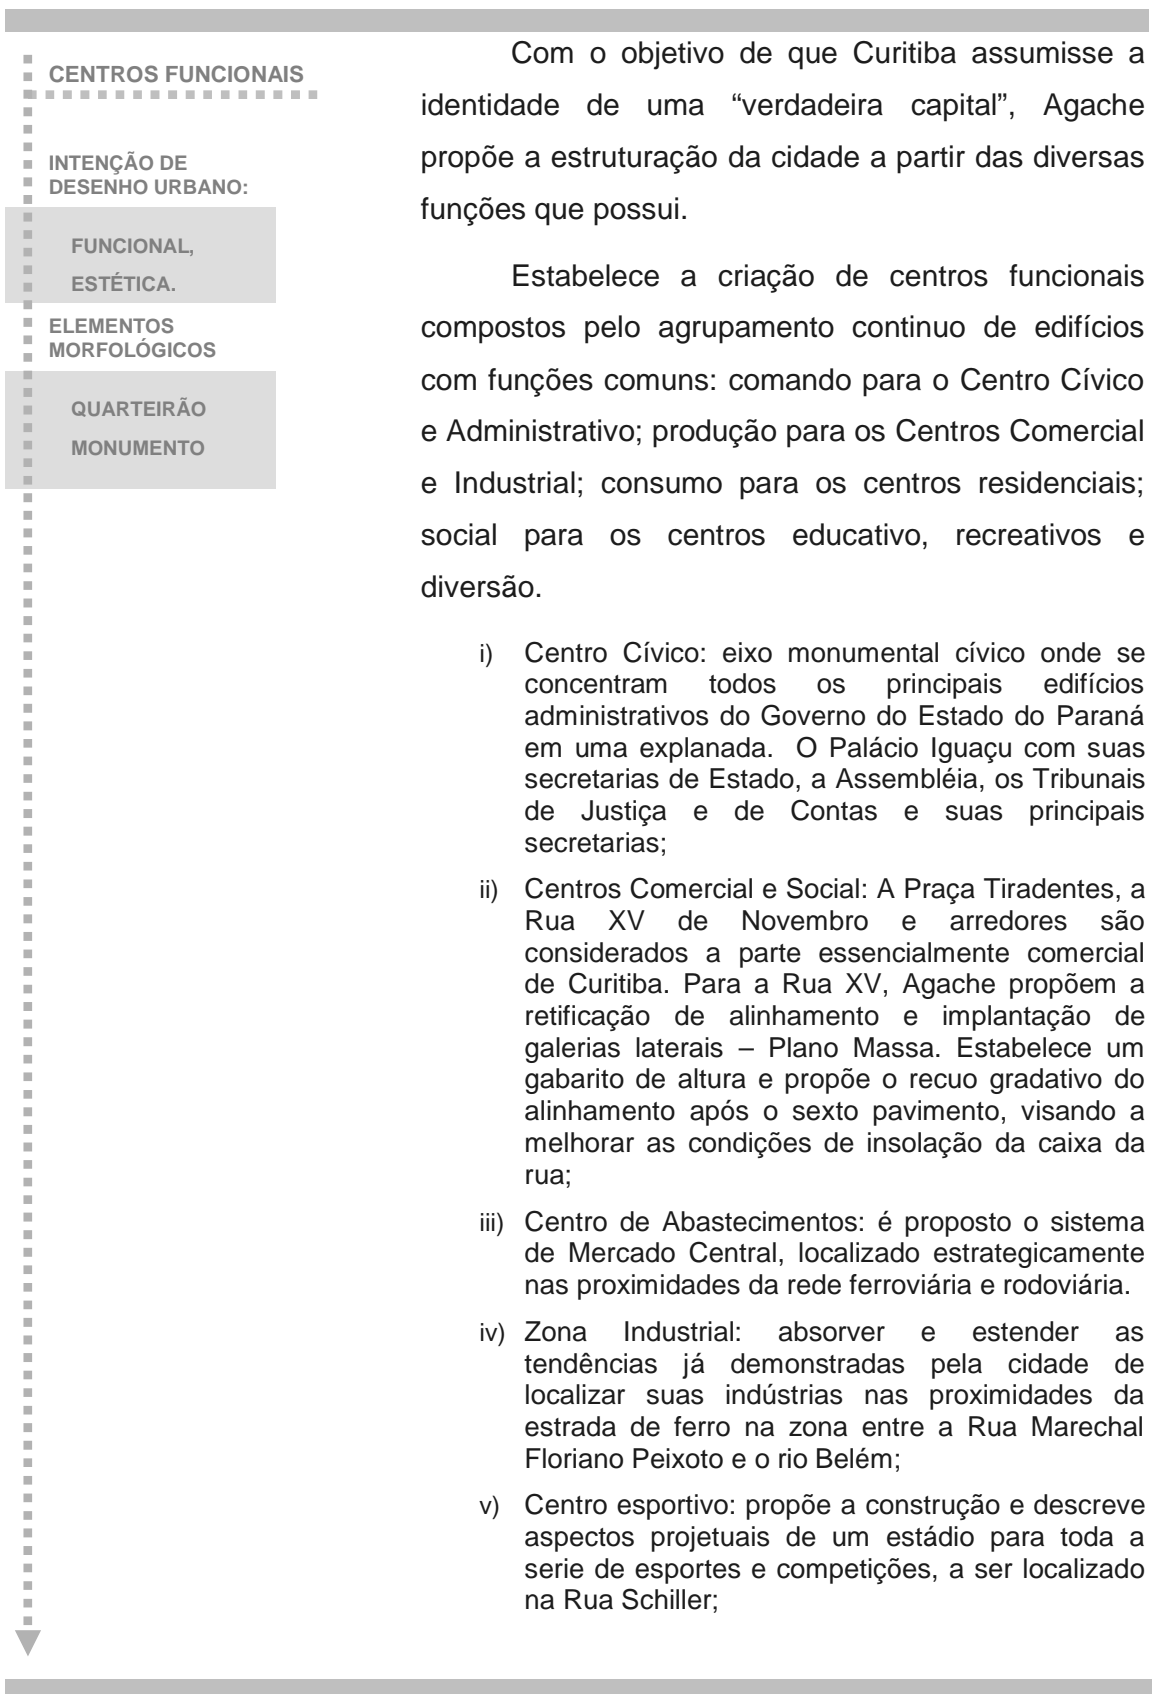 CENTROS FUNCIONAIS
INTENÇÃO DE
DESENHO URBANO:
FUNCIONAL,
ESTÉTICA.
ELEMENTOS
MORFOLÓGICOS
QUARTEIRÃO
MONUMENTO
Com o objetivo de que Curitiba assumisse a
identidade de uma “verdadeira capital”, Agache
propõe a estruturação da cidade a partir das diversas
funções que possui.
Estabelece a criação de centros funcionais
compostos pelo agrupamento continuo de edifícios
com funções comuns: comando para o Centro Cívico
e Administrativo; produção para os Centros Comercial
e Industrial; consumo para os centros residenciais;
social para os centros educativo, recreativos e
diversão.
i) Centro Cívico: eixo monumental cívico onde se
concentram todos os principais edifícios
administrativos do Governo do Estado do Paraná
em uma explanada. O Palácio Iguaçu com suas
secretarias de Estado, a Assembléia, os Tribunais
de Justiça e de Contas e suas principais
secretarias;
ii) Centros Comercial e Social: A Praça Tiradentes, a
Rua XV de Novembro e arredores são
considerados a parte essencialmente comercial
de Curitiba. Para a Rua XV, Agache propõem a
retificação de alinhamento e implantação de
galerias laterais – Plano Massa. Estabelece um
gabarito de altura e propõe o recuo gradativo do
alinhamento após o sexto pavimento, visando a
melhorar as condições de insolação da caixa da
rua;
iii) Centro de Abastecimentos: é proposto o sistema
de Mercado Central, localizado estrategicamente
nas proximidades da rede ferroviária e rodoviária.
iv) Zona Industrial: absorver e estender as
tendências já demonstradas pela cidade de
localizar suas indústrias nas proximidades da
estrada de ferro na zona entre a Rua Marechal
Floriano Peixoto e o rio Belém;
v) Centro esportivo: propõe a construção e descreve
aspectos projetuais de um estádio para toda a
serie de esportes e competições, a ser localizado
na Rua Schiller;